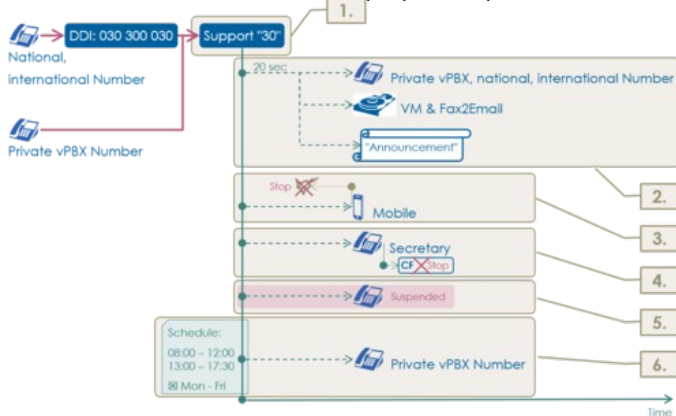 1.
DDI: 030 300 030
Support "30"
National,
international Number
Private vPBX Number
20 sec
Private vPBX, national, international Number
VM & Fax2Email
"Announcement"
2.
Stop
Mobile
3.
Secretary
CF Stop
4.
Suspended
5.
Schedule:
08:00 – 12:00
13:00 – 17:30
Mon - Fri
Private vPBX Number
6.
Time